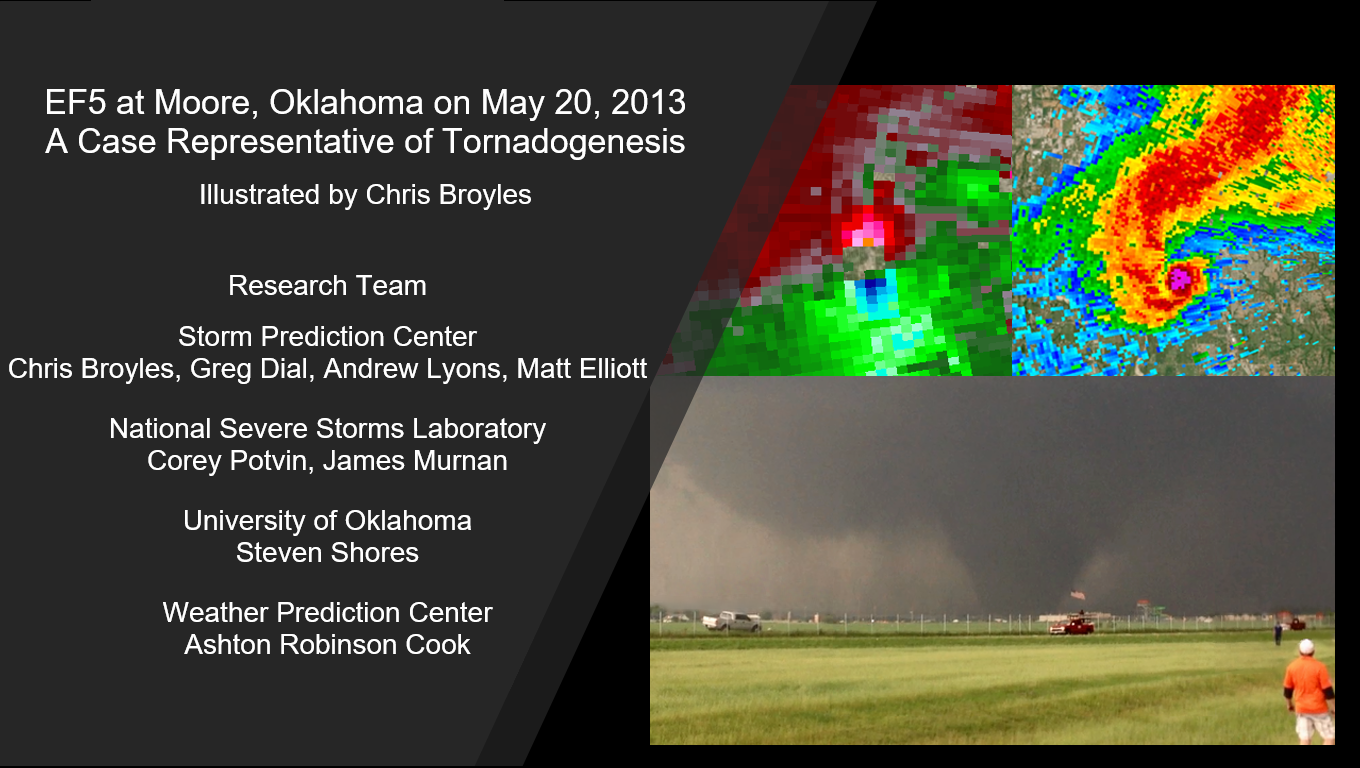 EF5 at Moore, Oklahoma on May 20, 2013
A Case Representative of Tornadogenesis
Illustrated by Chris Broyles
Research Team
Storm Prediction Center
Chris Broyles, Greg Dial, Andrew Lyons, Matt Elliott
National Severe Storms Laboratory
Corey Potvin, James Murnan
University of Oklahoma
Steven Shores
Weather Prediction Center
Ashton Robinson Cook